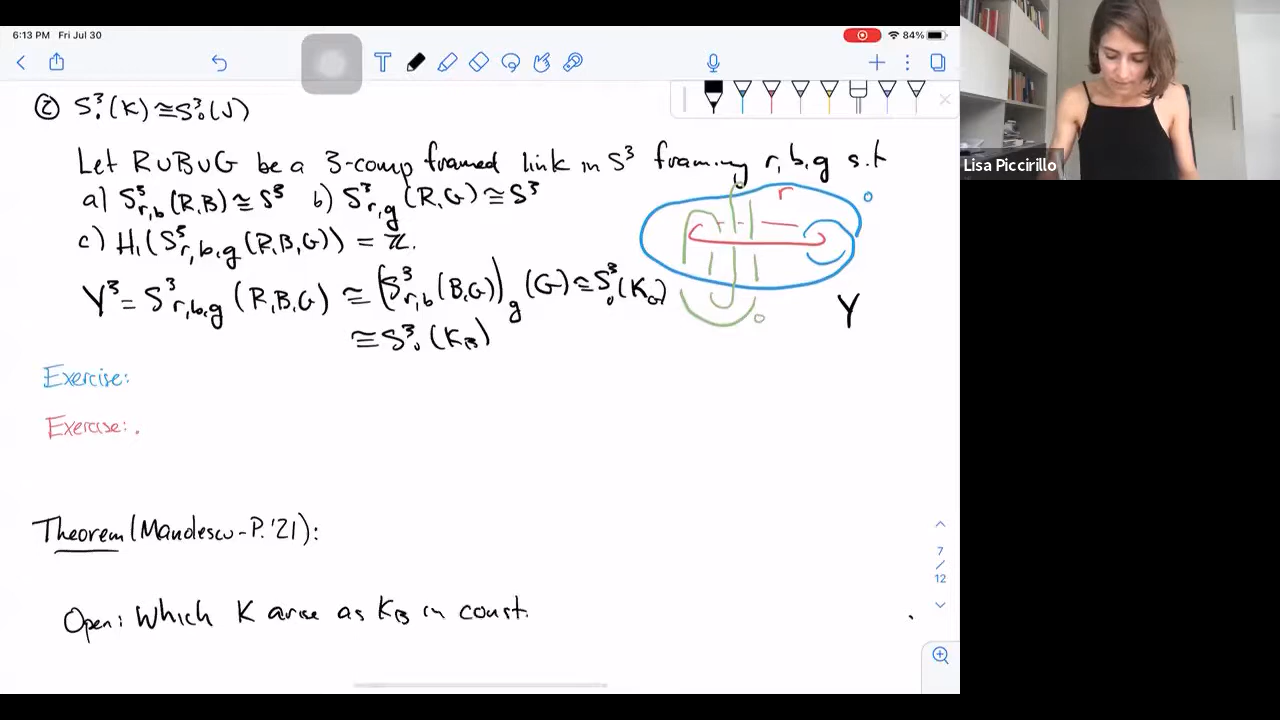 6:13 PM Fri Jul 30
84%
② S³₀(K) ≅ S³₀(J)
Let R∪B∪G be a 3-comp framed link in S³ framing r, b, g s.t
a) S³r,b(R,B) ≅ S³ b) S³r,g(R,G) ≅ S³
c) H₁(S³r,b,g(R,B,G)) = ℤ.
Y³ = S³r,b,g(R,B,G) ≅ (S³r,b(B,G))g(G) ≅ S³₀(K_G)
≅ S³₀(K_B)
r
0
0
Y
Exercise:
Exercise:.
Theorem (Manolescu-P. '21):
Open: Which K arise as K_B in const.
7
/
12
Lisa Piccirillo